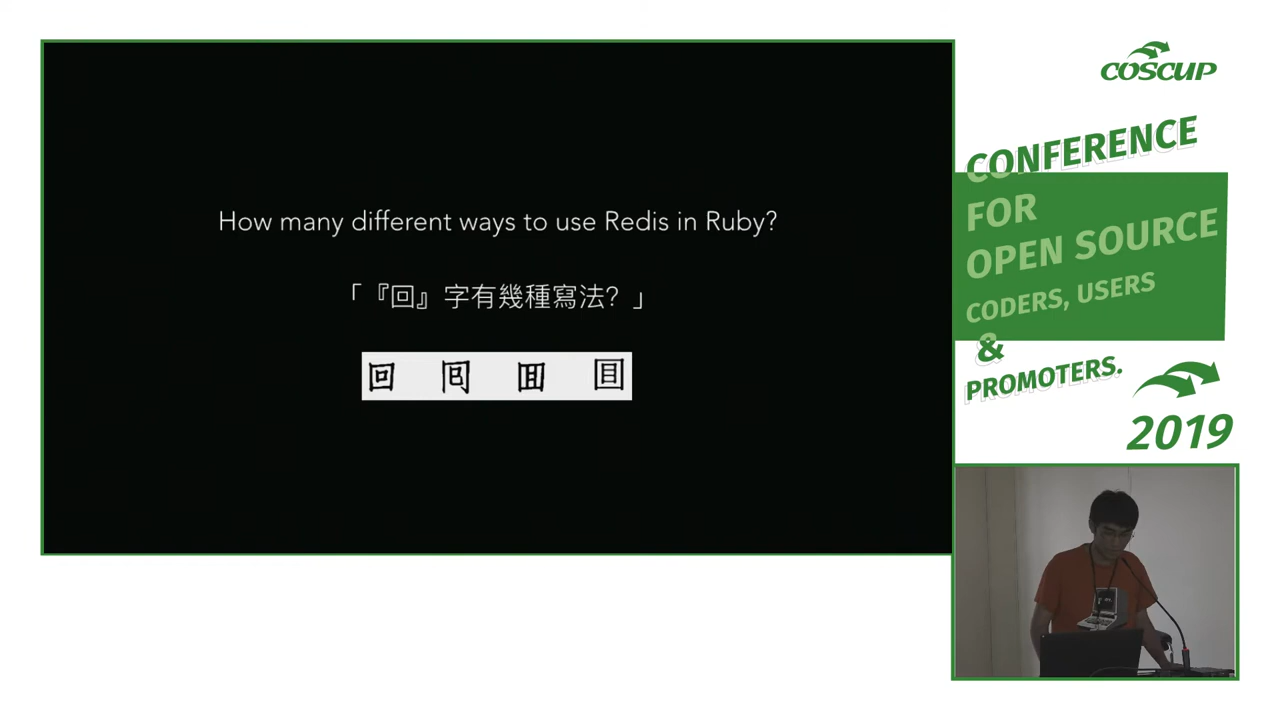 How many different ways to use Redis in Ruby?
「『回』字有幾種寫法？」
回 囘 囬 圓
COSCUP
CONFERENCE
FOR
OPEN SOURCE
CODERS, USERS
&
PROMOTERS.
2019